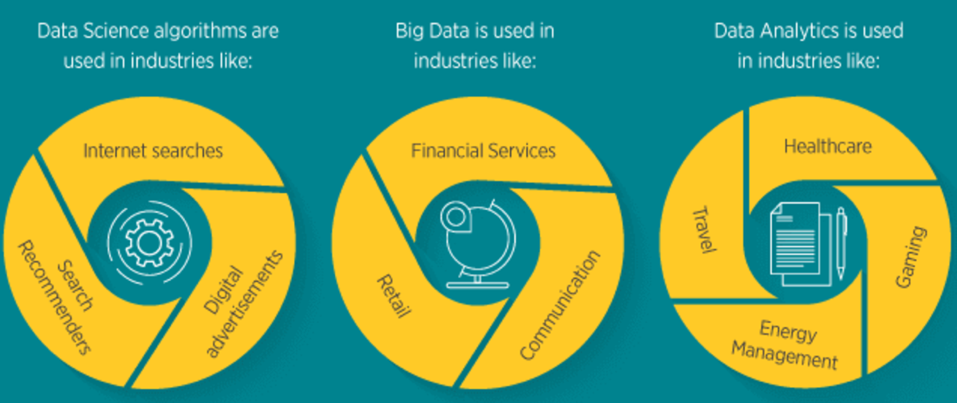 Data Science algorithms are
used in industries like:
Internet searches
Search
Recommenders
Digital
advertisements
Big Data is used in
industries like:
Financial Services
Retail
Communication
Data Analytics is used
in industries like:
Healthcare
Travel
Gaming
Energy
Management